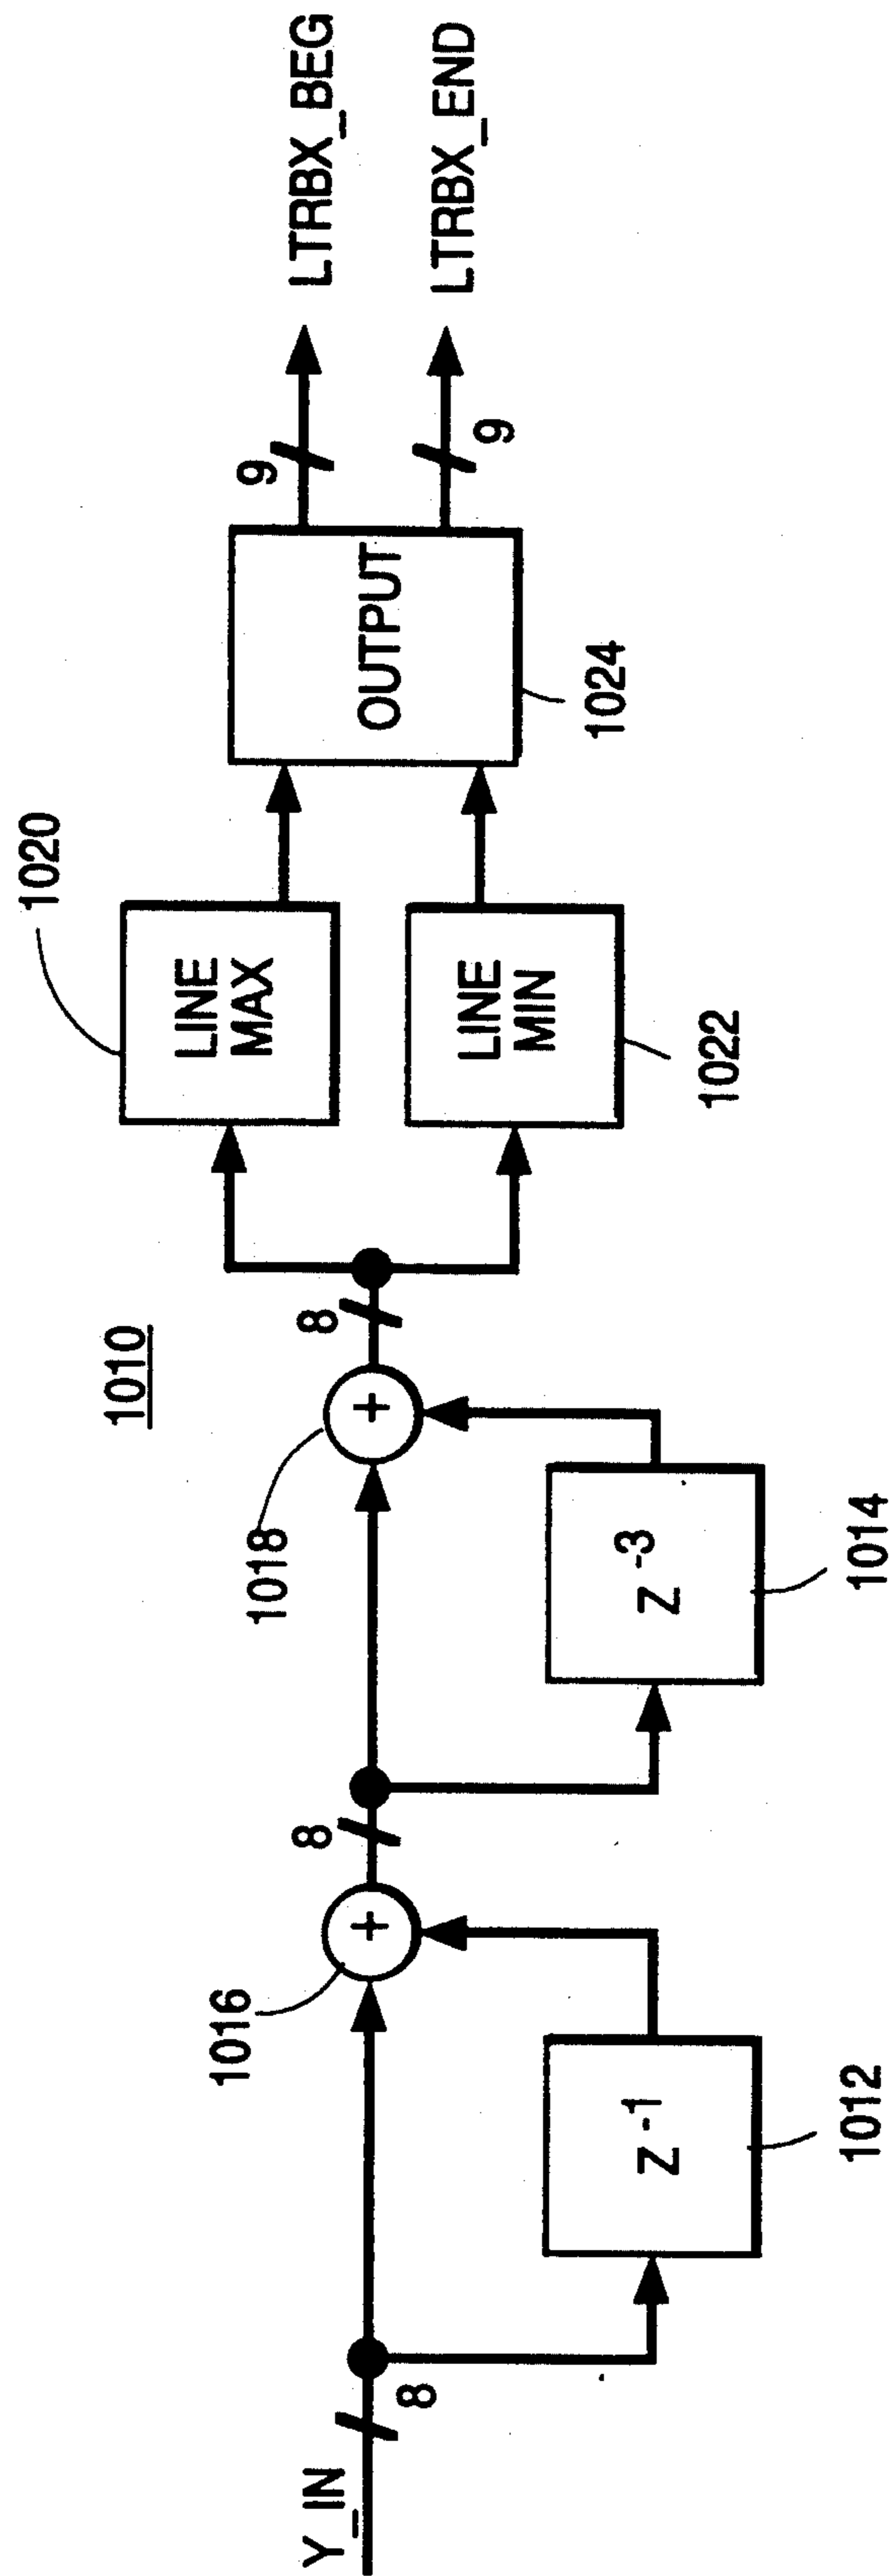 1010
Y_IN
8
1016
+
Z⁻¹
1012
8
1018
+
Z⁻³
1014
8
1020
LINE
MAX
LINE
MIN
1022
OUTPUT
1024
9
LTRBX_BEG
9
LTRBX_END